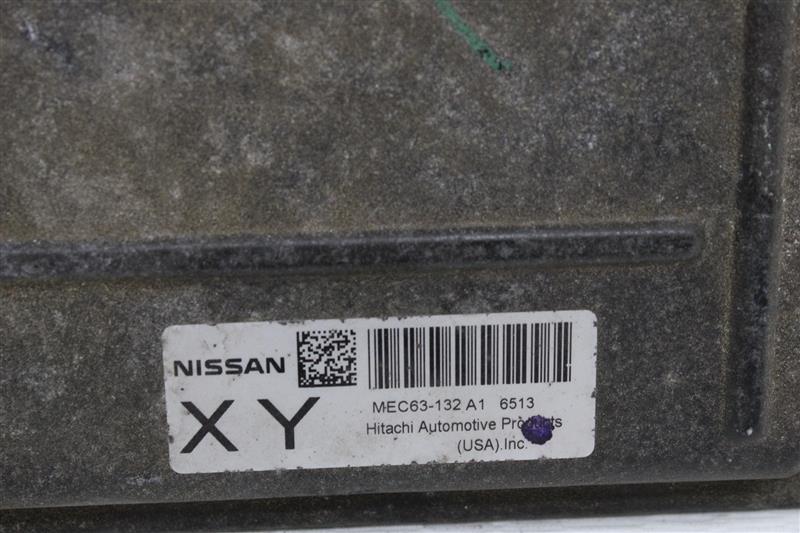 NISSAN
XY
MEC63-132 A1 6513
Hitachi Automotive Products
(USA).Inc.